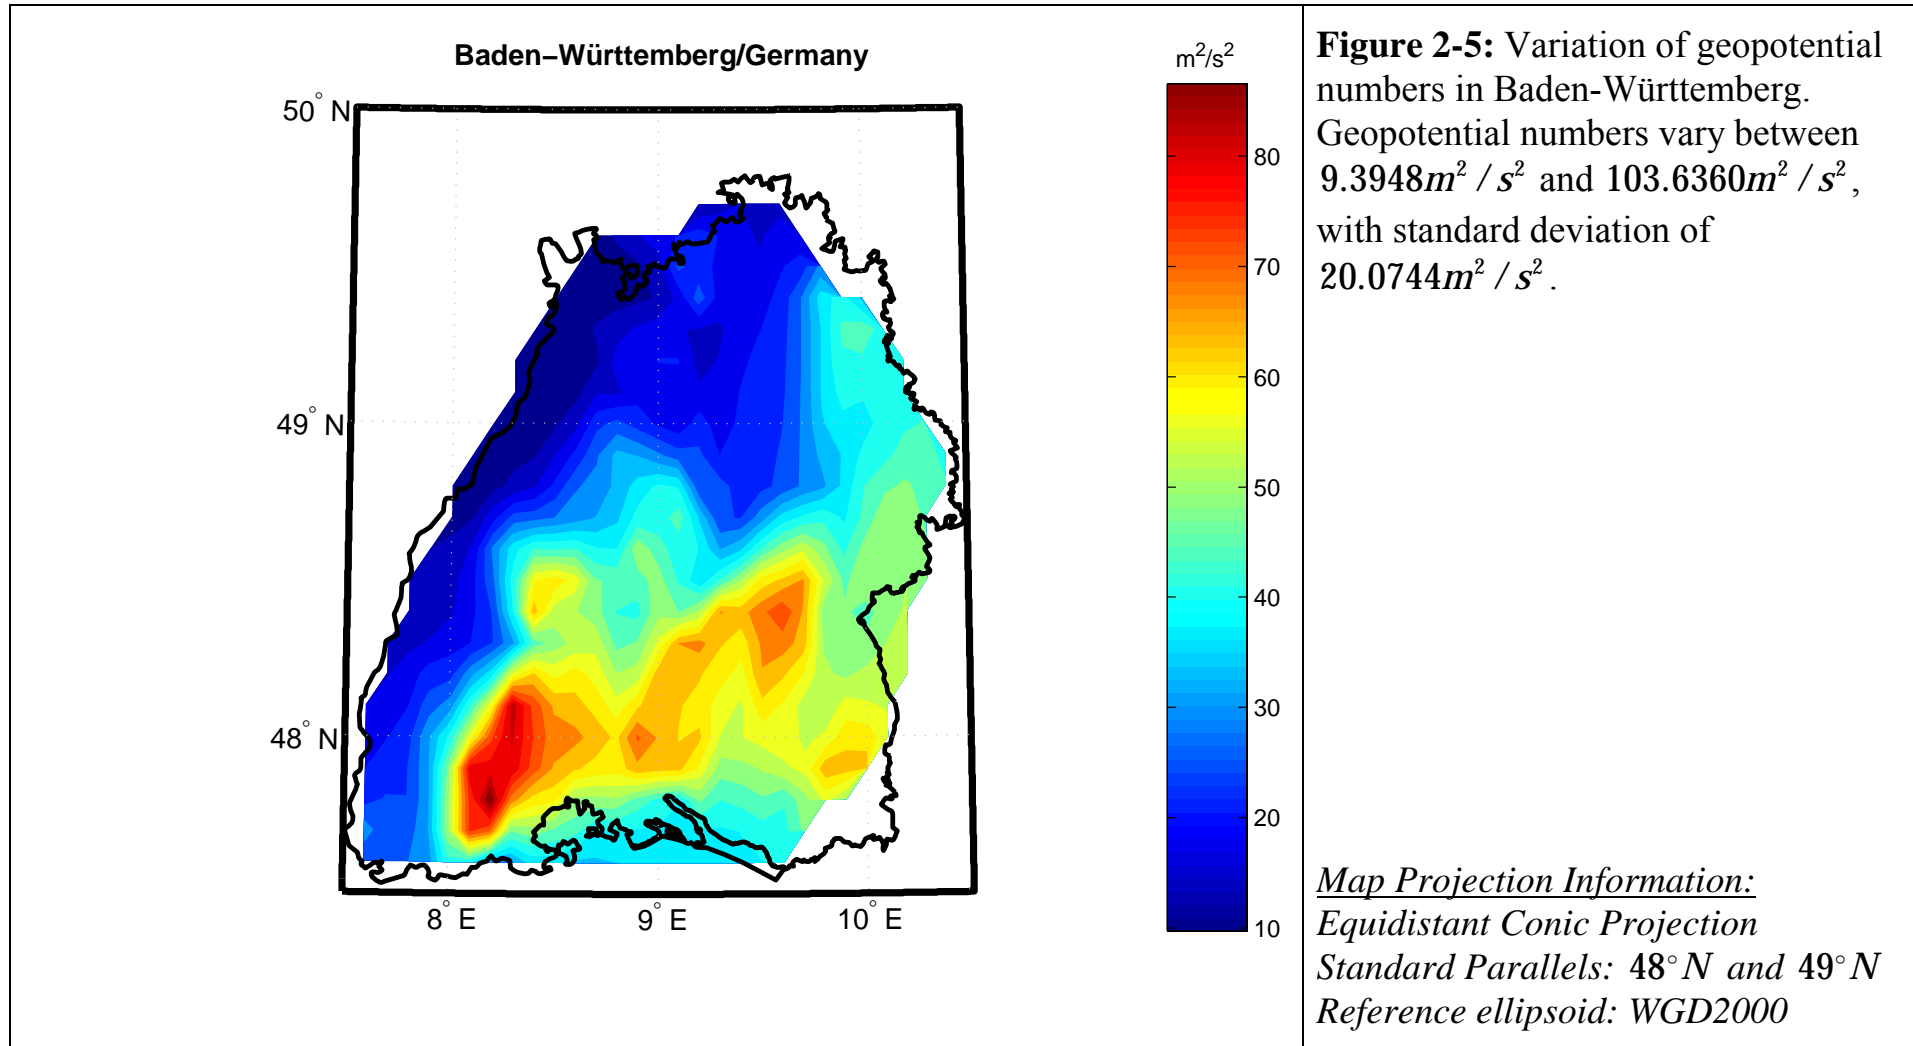 Baden–Württemberg/Germany
m²/s²
50° N
49° N
48° N
8° E
9° E
10° E
80
70
60
50
40
30
20
10
Figure 2-5: Variation of geopotential
numbers in Baden-Württemberg.
Geopotential numbers vary between
9.3948m² / s² and 103.6360m² / s² ,
with standard deviation of
20.0744m² / s² .
Map Projection Information:
Equidistant Conic Projection
Standard Parallels: 48° N and 49° N
Reference ellipsoid: WGD2000